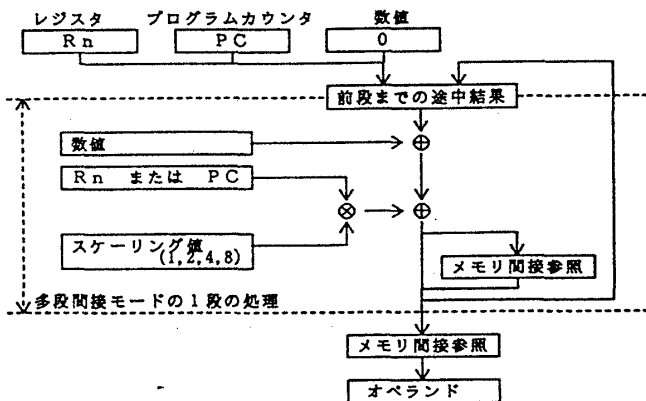 レジスタ プログラムカウンタ 数値
Rn PC 0
前段までの途中結果
数値
Rn または PC
スケーリング値
(1,2,4,8)
メモリ間接参照
多段間接モードの1段の処理
メモリ間接参照
オペランド